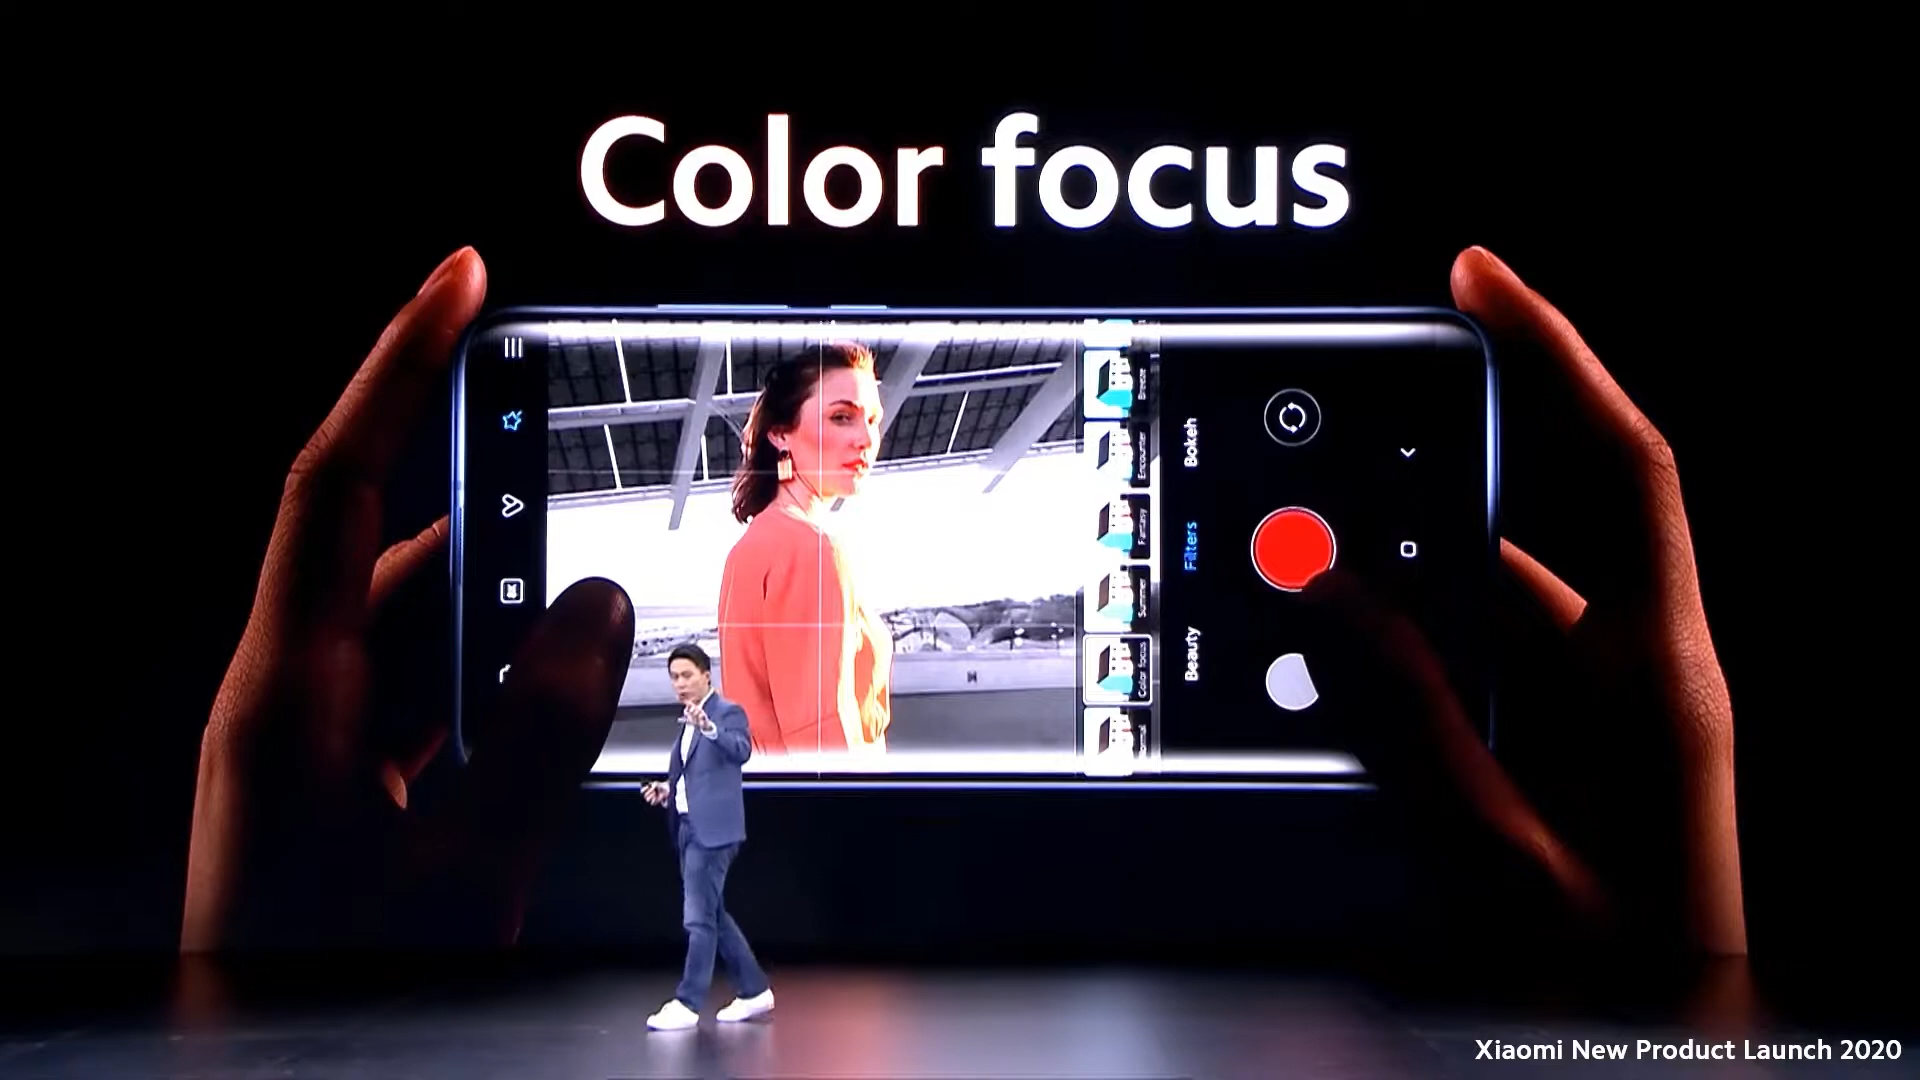 Color focus
Breeze
Encounter
Fantasy
Summer
Color focus
Bokeh
Filters
Beauty
Xiaomi New Product Launch 2020